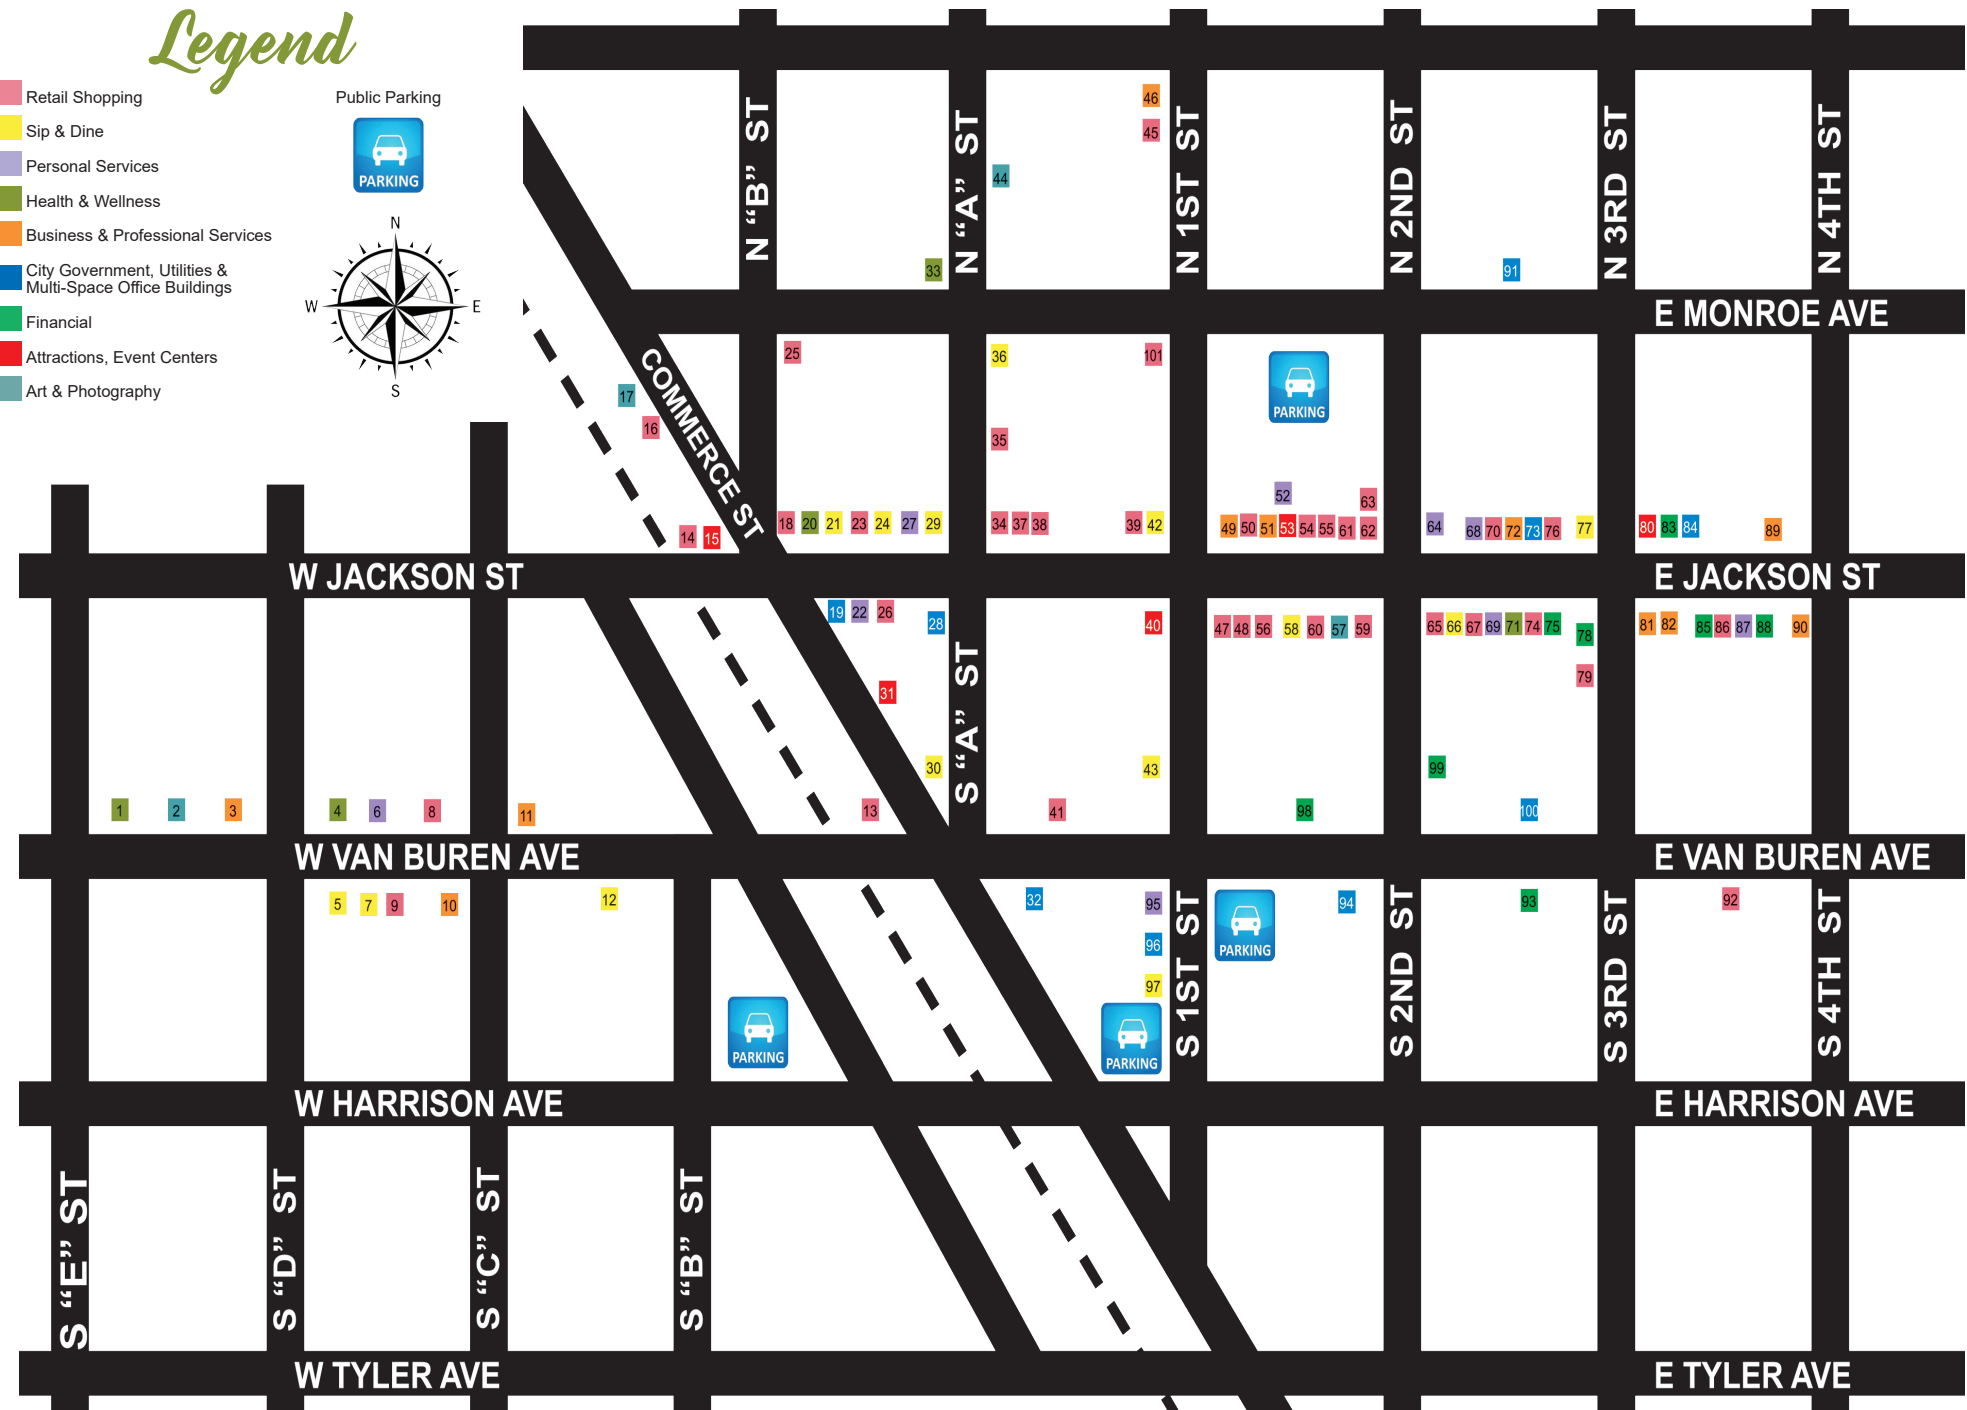 Legend
Retail Shopping
Sip & Dine
Personal Services
Health & Wellness
Business & Professional Services
City Government, Utilities &
Multi-Space Office Buildings
Financial
Attractions, Event Centers
Art & Photography
Public Parking
PARKING
N
W E
S
N “B” ST
N “A” ST
N 1ST ST
N 2ND ST
N 3RD ST
N 4TH ST
46
45
44
33
91
E MONROE AVE
COMMERCE ST
25
36
101
PARKING
17
16
35
52
63
14 15
18 20 21 23 24 27 29
34 37 38
39 42
49 50 51 53 54 55 61 62
64 68 70 72 73 76 77
80 83 84 89
W JACKSON ST
E JACKSON ST
19 22 26 28
40
47 48 56 58 60 57 59
65 66 67 69 71 74 75 78
81 82 85 86 87 88 90
79
31
S “A” ST
30
43
99
1 2 3
4 6 8
11
13
41
98
100
W VAN BUREN AVE
E VAN BUREN AVE
5 7 9 10
12
32
95
96
97
PARKING
94
93
92
PARKING
PARKING
S 1ST ST
S 2ND ST
S 3RD ST
S 4TH ST
W HARRISON AVE
E HARRISON AVE
S “E” ST
S “D” ST
S “C” ST
S “B” ST
W TYLER AVE
E TYLER AVE